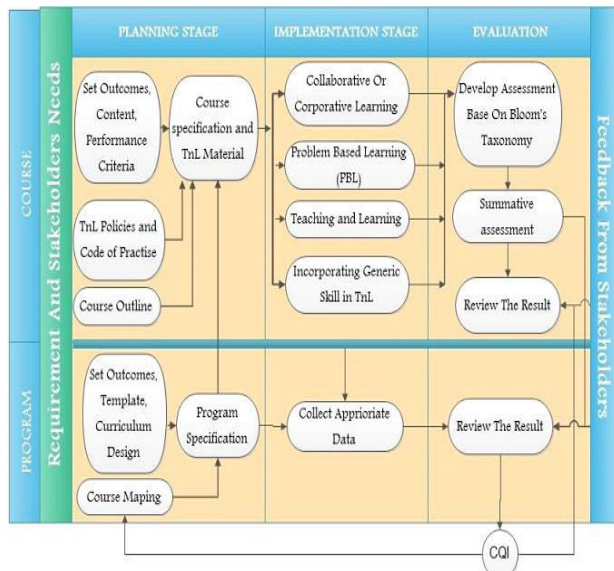 PLANNING STAGE
IMPLEMENTATION STAGE
EVALUATION
COURSE
PROGRAM
Requirement And Stakeholders Needs
Feedback From Stakeholders
Set Outcomes,
Content,
Performance
Criteria
Course
specification and
TnL Material
TnL Policies and
Code of Practise
Course Outline
Collaborative Or
Corporative Learning
Problem Based Learning
(PBL)
Teaching and Learning
Incorporating Generic
Skill in TnL
Develop Assessment
Base On Bloom's
Taxonomy
Summative
assessment
Review The Result
Set Outcomes,
Template,
Curriculum
Design
Program
Specification
Course Maping
Collect Approriate
Data
Review The Result
CQI